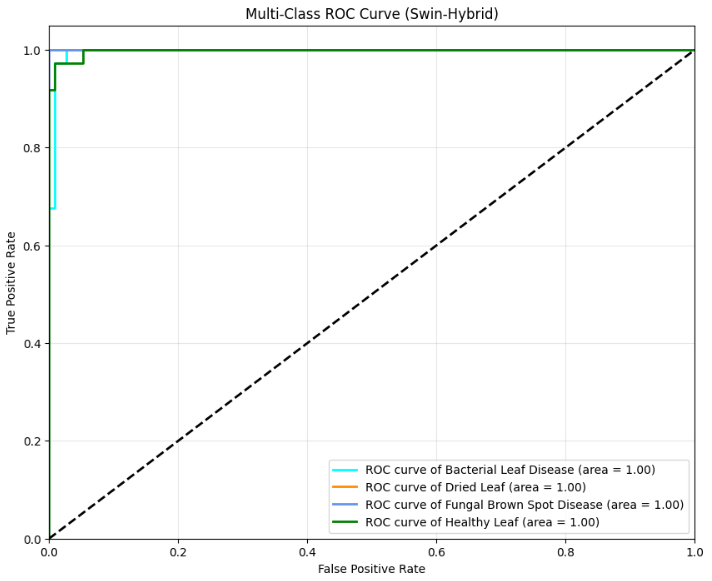 Multi-Class ROC Curve (Swin-Hybrid)
True Positive Rate
1.0
0.8
0.6
0.4
0.2
0.0
ROC curve of Bacterial Leaf Disease (area = 1.00)
ROC curve of Dried Leaf (area = 1.00)
ROC curve of Fungal Brown Spot Disease (area = 1.00)
ROC curve of Healthy Leaf (area = 1.00)
0.0 0.2 0.4 0.6 0.8 1.0
False Positive Rate